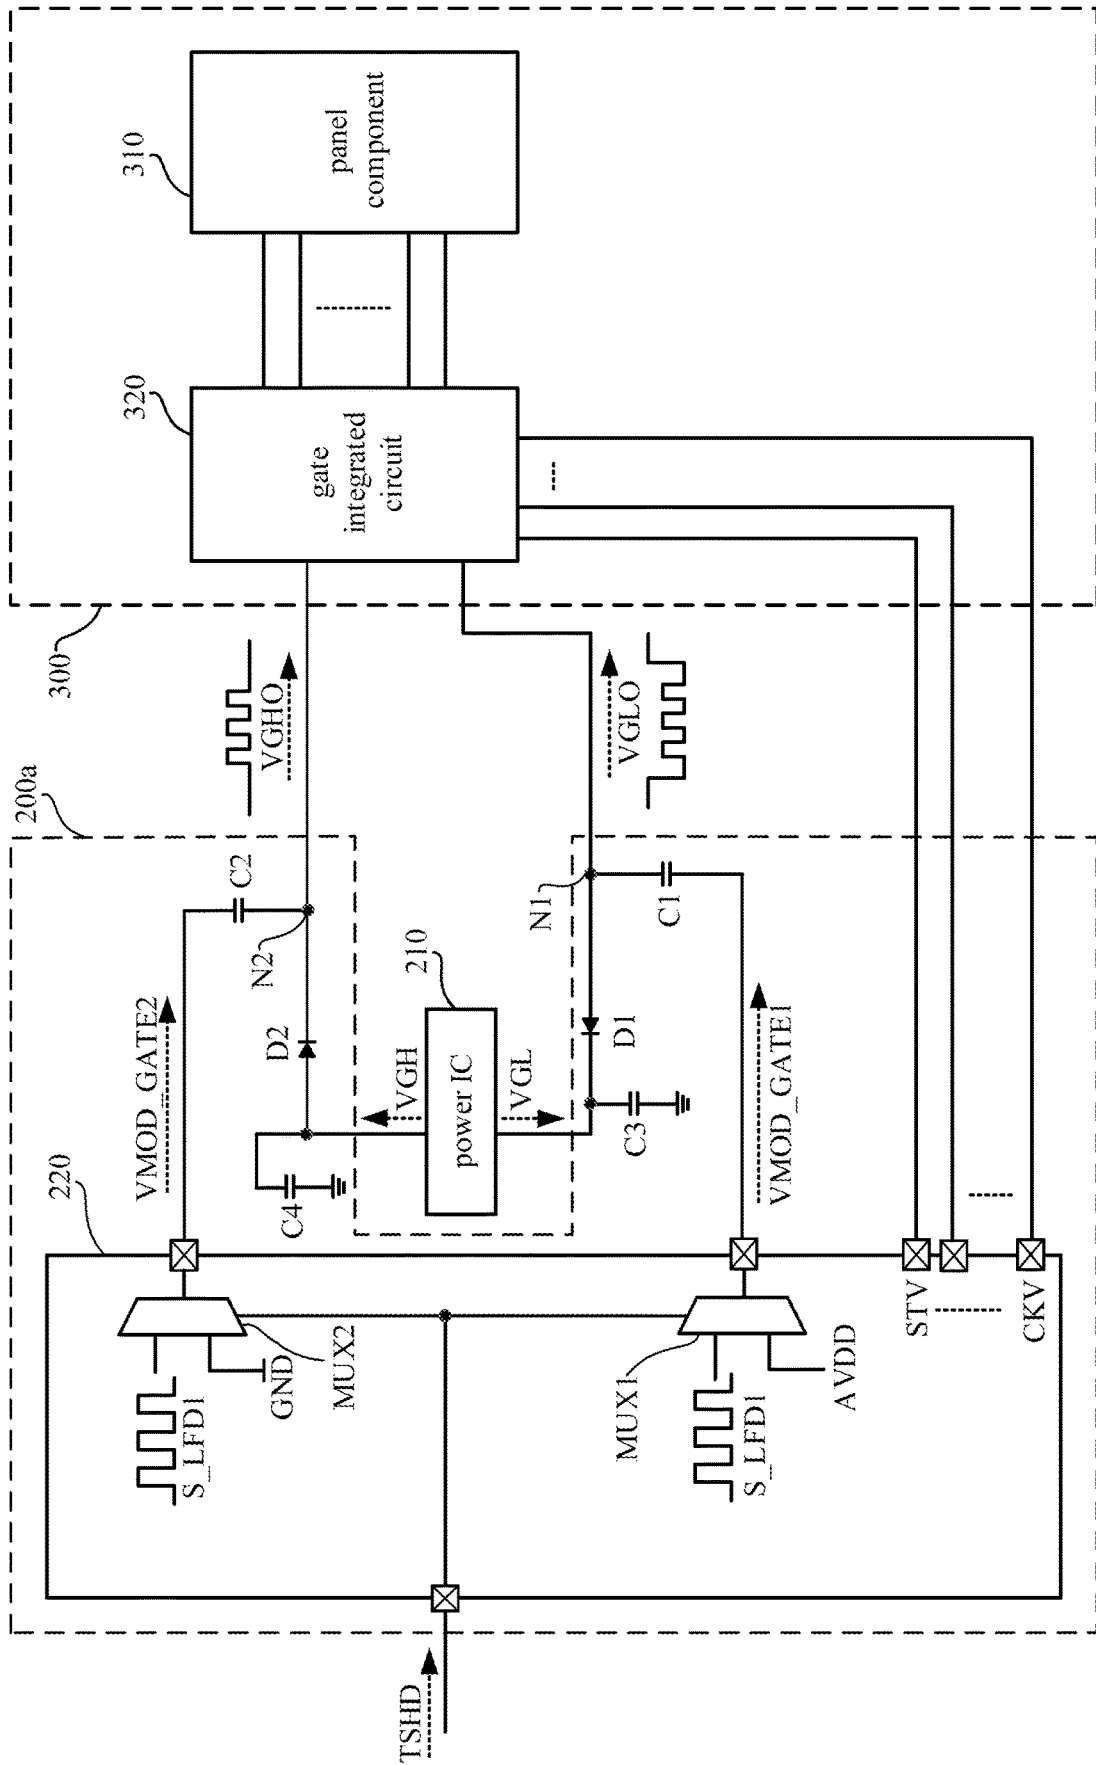 200a
300
310
320
panel
component
gate
integrated
circuit
VGHO
VGLO
220
VMOD_GATE2
C2
N2
D2
C4
VGH
210
power IC
VGL
N1
C1
D1
C3
VMOD_GATE1
S_LFD1
GND
MUX2
MUX1
S_LFD1
AVDD
STV
CKV
TSHD